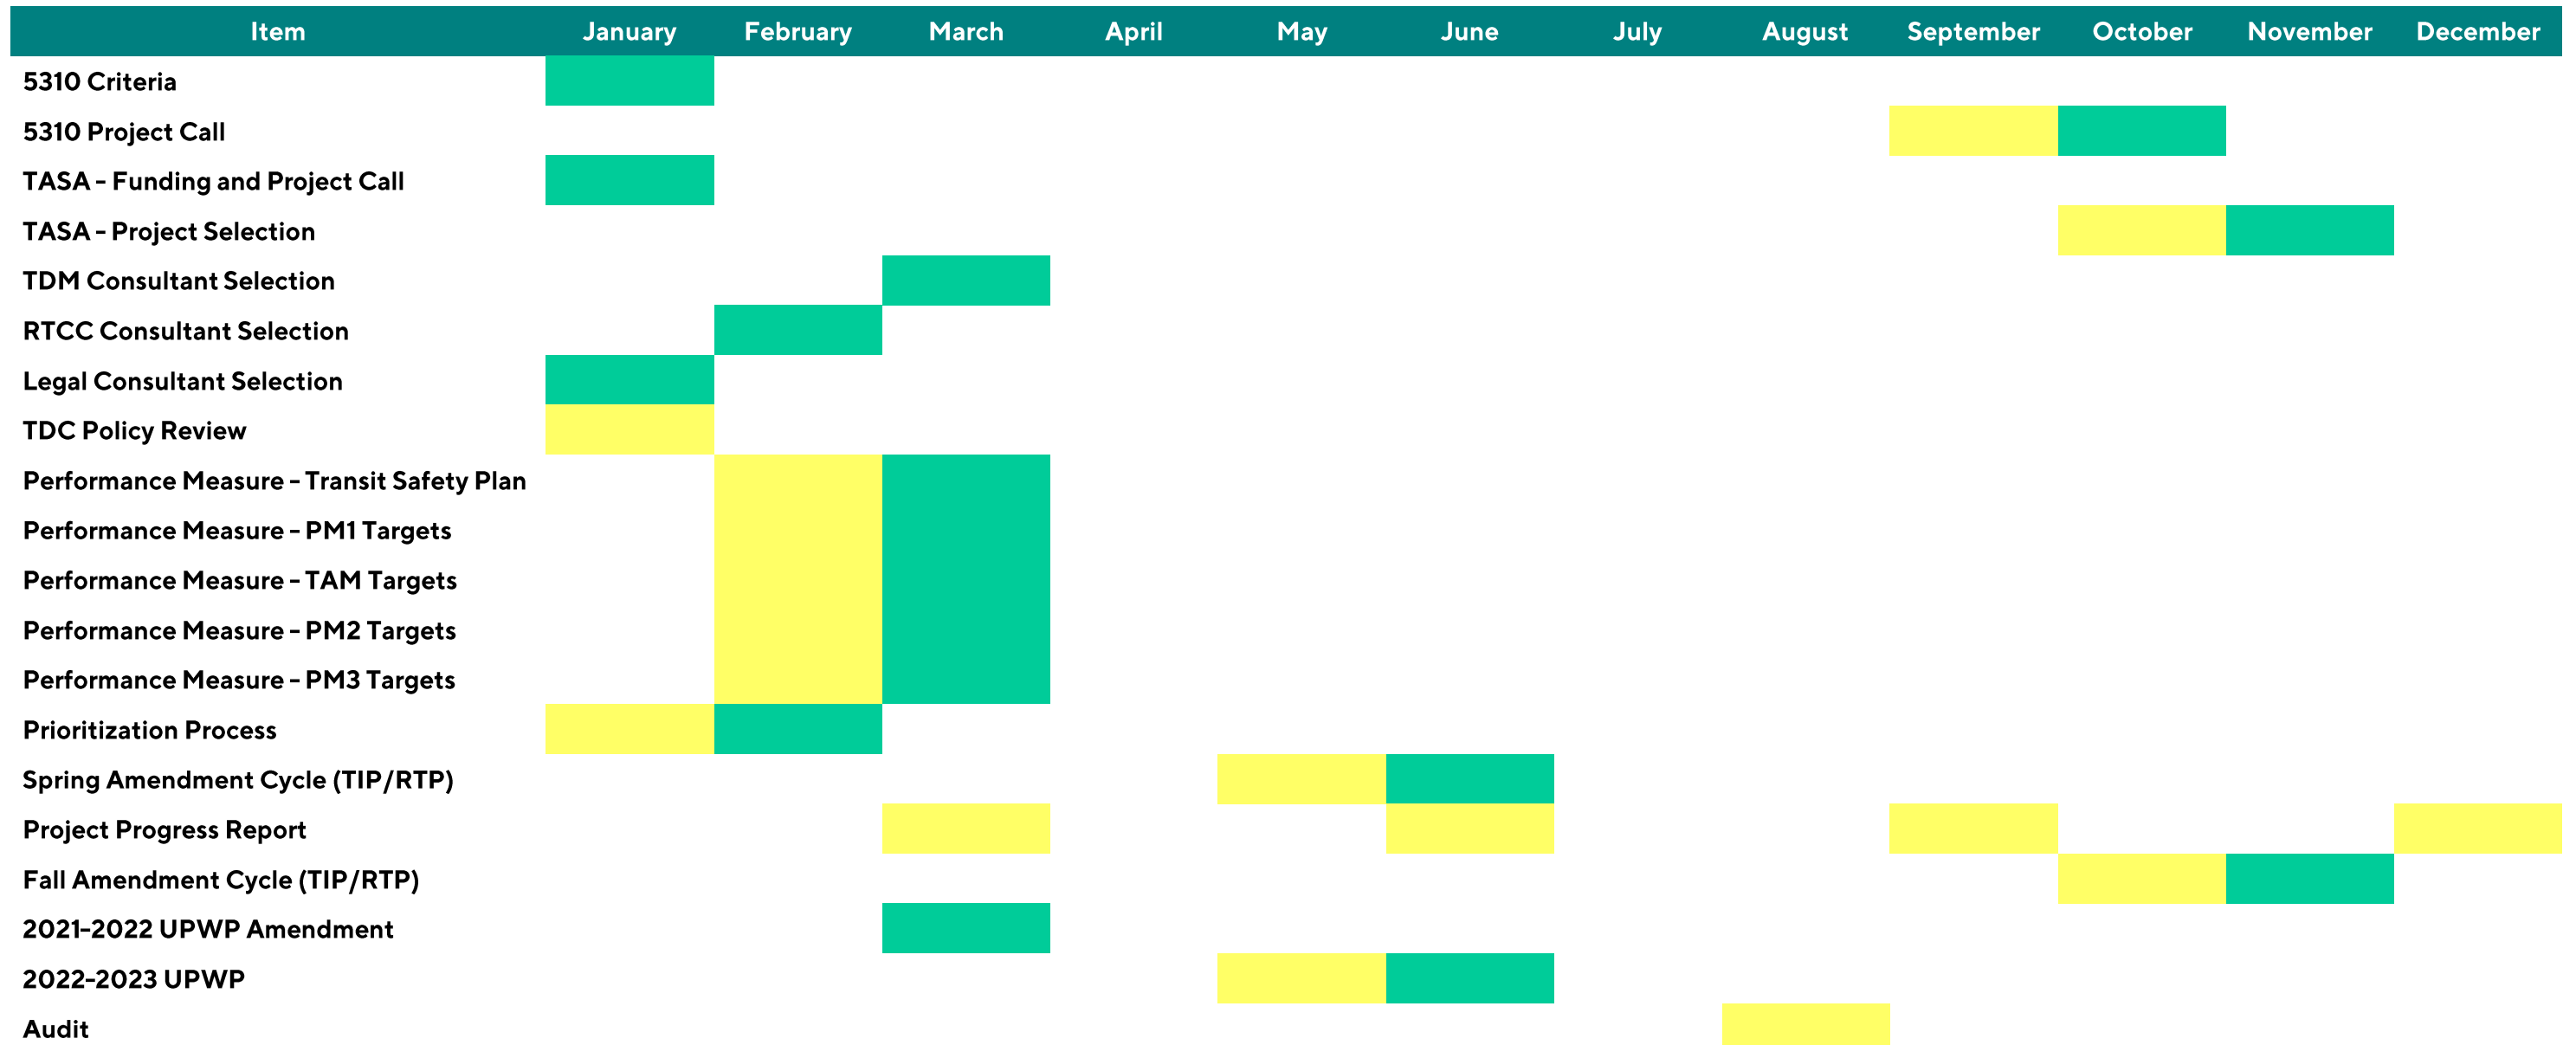 Item January February March April May June July August September October November December
5310 Criteria
5310 Project Call
TASA - Funding and Project Call
TASA - Project Selection
TDM Consultant Selection
RTCC Consultant Selection
Legal Consultant Selection
TDC Policy Review
Performance Measure - Transit Safety Plan
Performance Measure - PM1 Targets
Performance Measure - TAM Targets
Performance Measure - PM2 Targets
Performance Measure - PM3 Targets
Prioritization Process
Spring Amendment Cycle (TIP/RTP)
Project Progress Report
Fall Amendment Cycle (TIP/RTP)
2021-2022 UPWP Amendment
2022-2023 UPWP
Audit